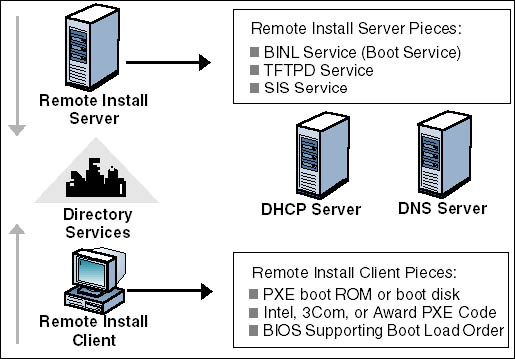 Remote Install
Server
Remote Install Server Pieces:
BINL Service (Boot Service)
TFTPD Service
SIS Service
Directory
Services
DHCP Server
DNS Server
Remote Install
Client
Remote Install Client Pieces:
PXE boot ROM or boot disk
Intel, 3Com, or Award PXE Code
BIOS Supporting Boot Load Order